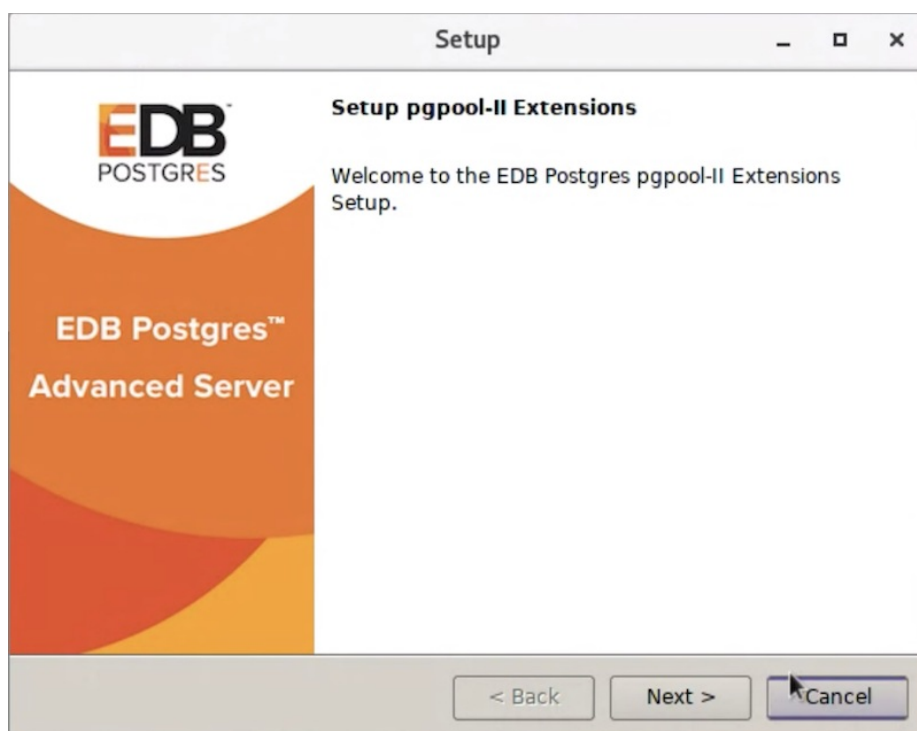 Setup
EDB™
POSTGRES
EDB Postgres™
Advanced Server
Setup pgpool-II Extensions
Welcome to the EDB Postgres pgpool-II Extensions
Setup.
< Back
Next >
Cancel